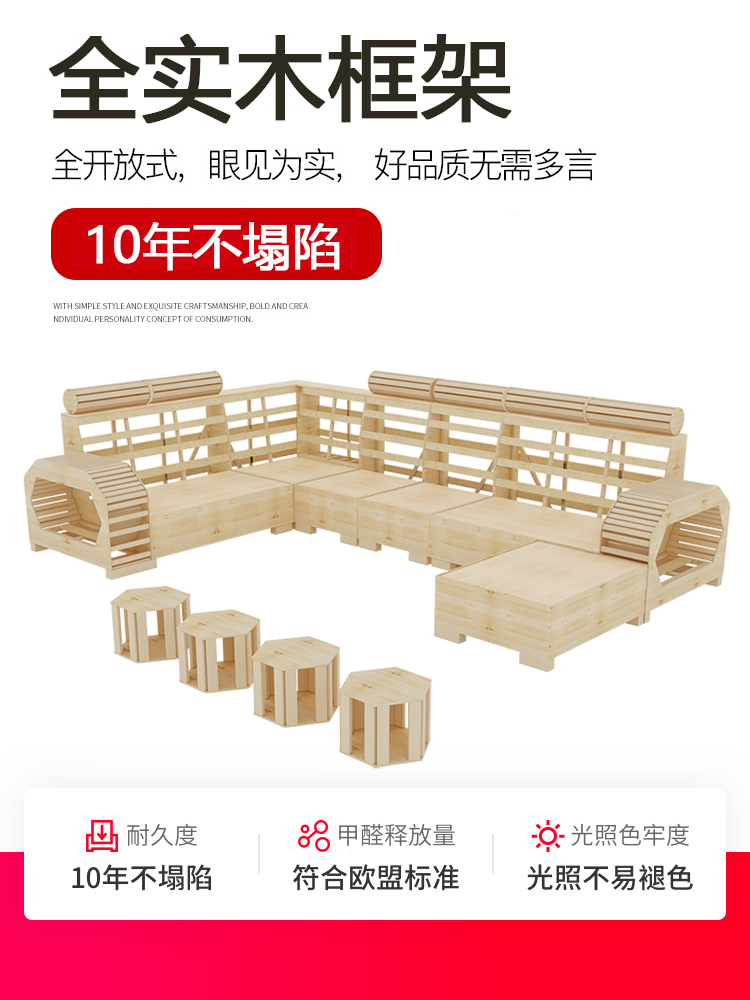 全实木框架
全开放式，眼见为实， 好品质无需多言
10年不塌陷
WITH SIMPLE STYLE AND EXQUISITE CRAFTSMANSHIP, BOLD AND CREA
NDIVIDUAL PERSONALITY CONCEPT OF CONSUMPTION.
耐久度
10年不塌陷
甲醛释放量
符合欧盟标准
光照色牢度
光照不易褪色